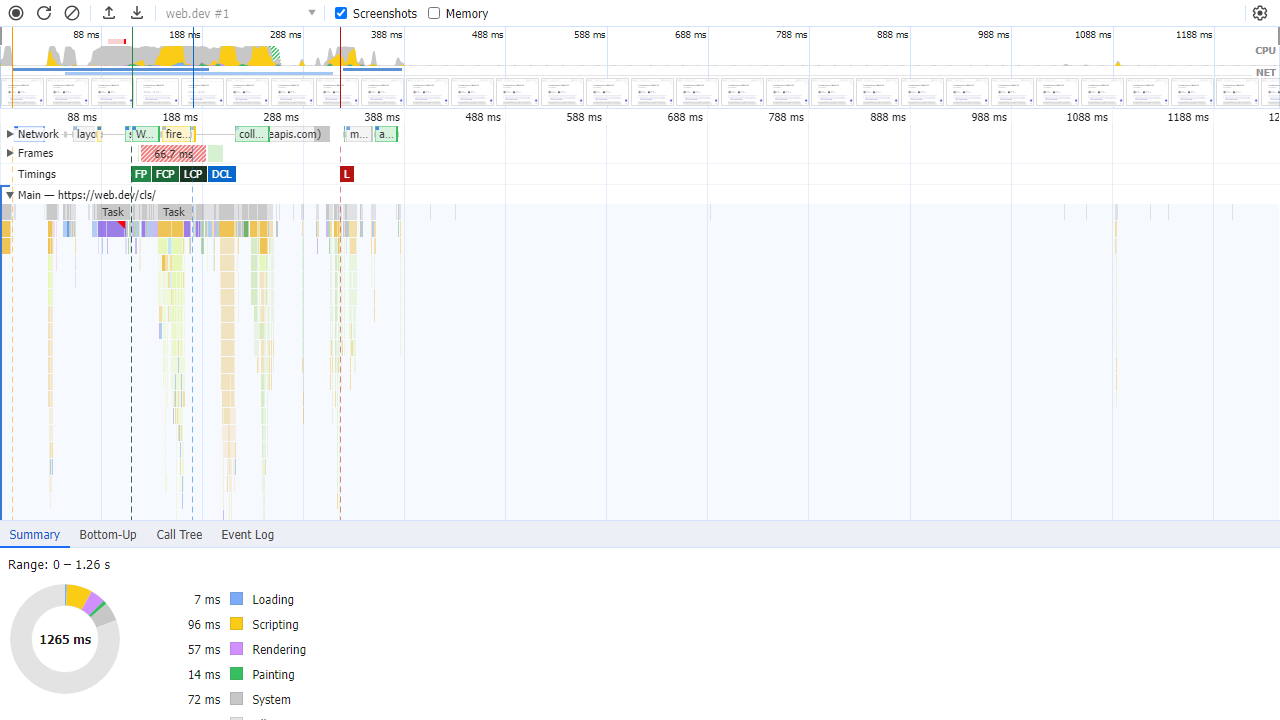 web.dev #1 Screenshots Memory
88 ms 188 ms 288 ms 388 ms 488 ms 588 ms 688 ms 788 ms 888 ms 988 ms 1088 ms 1188 ms
CPU
NET
88 ms 188 ms 288 ms 388 ms 488 ms 588 ms 688 ms 788 ms 888 ms 988 ms 1088 ms 1188 ms 12
Network W... fire... coll... eapis.com) m... a...
Frames 66.7 ms
Timings FP FCP LCP DCL L
Main — https://web.dev/cls/
Task Task
Summary Bottom-Up Call Tree Event Log
Range: 0 – 1.26 s
1265 ms
7 ms Loading
96 ms Scripting
57 ms Rendering
14 ms Painting
72 ms System